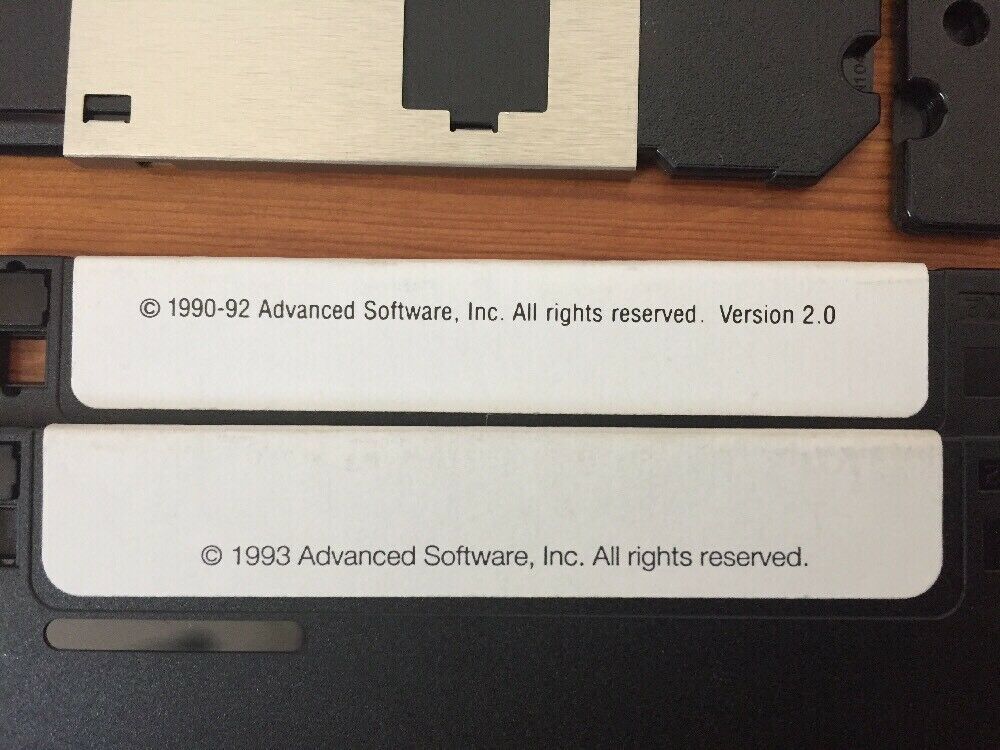 © 1990-92 Advanced Software, Inc. All rights reserved. Version 2.0
© 1993 Advanced Software, Inc. All rights reserved.